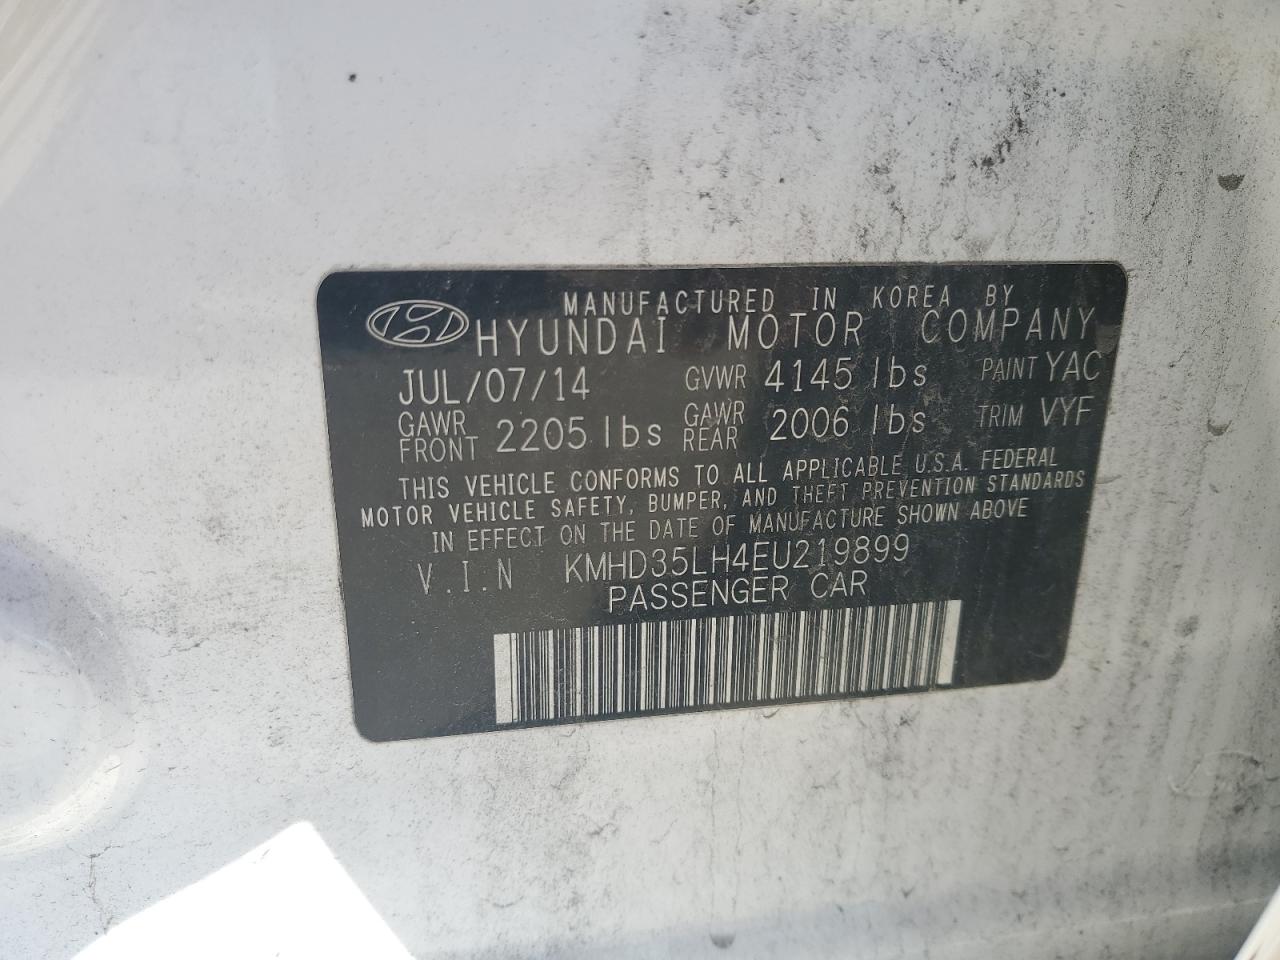 MANUFACTURED IN KOREA BY
HYUNDAI MOTOR COMPANY
JUL/07/14 GVWR 4145 lbs PAINT YAC
GAWR FRONT 2205 lbs GAWR REAR 2006 lbs TRIM VYF
THIS VEHICLE CONFORMS TO ALL APPLICABLE U.S.A. FEDERAL
MOTOR VEHICLE SAFETY, BUMPER, AND THEFT PREVENTION STANDARDS
IN EFFECT ON THE DATE OF MANUFACTURE SHOWN ABOVE
V.I.N KMHD35LH4EU219899
PASSENGER CAR